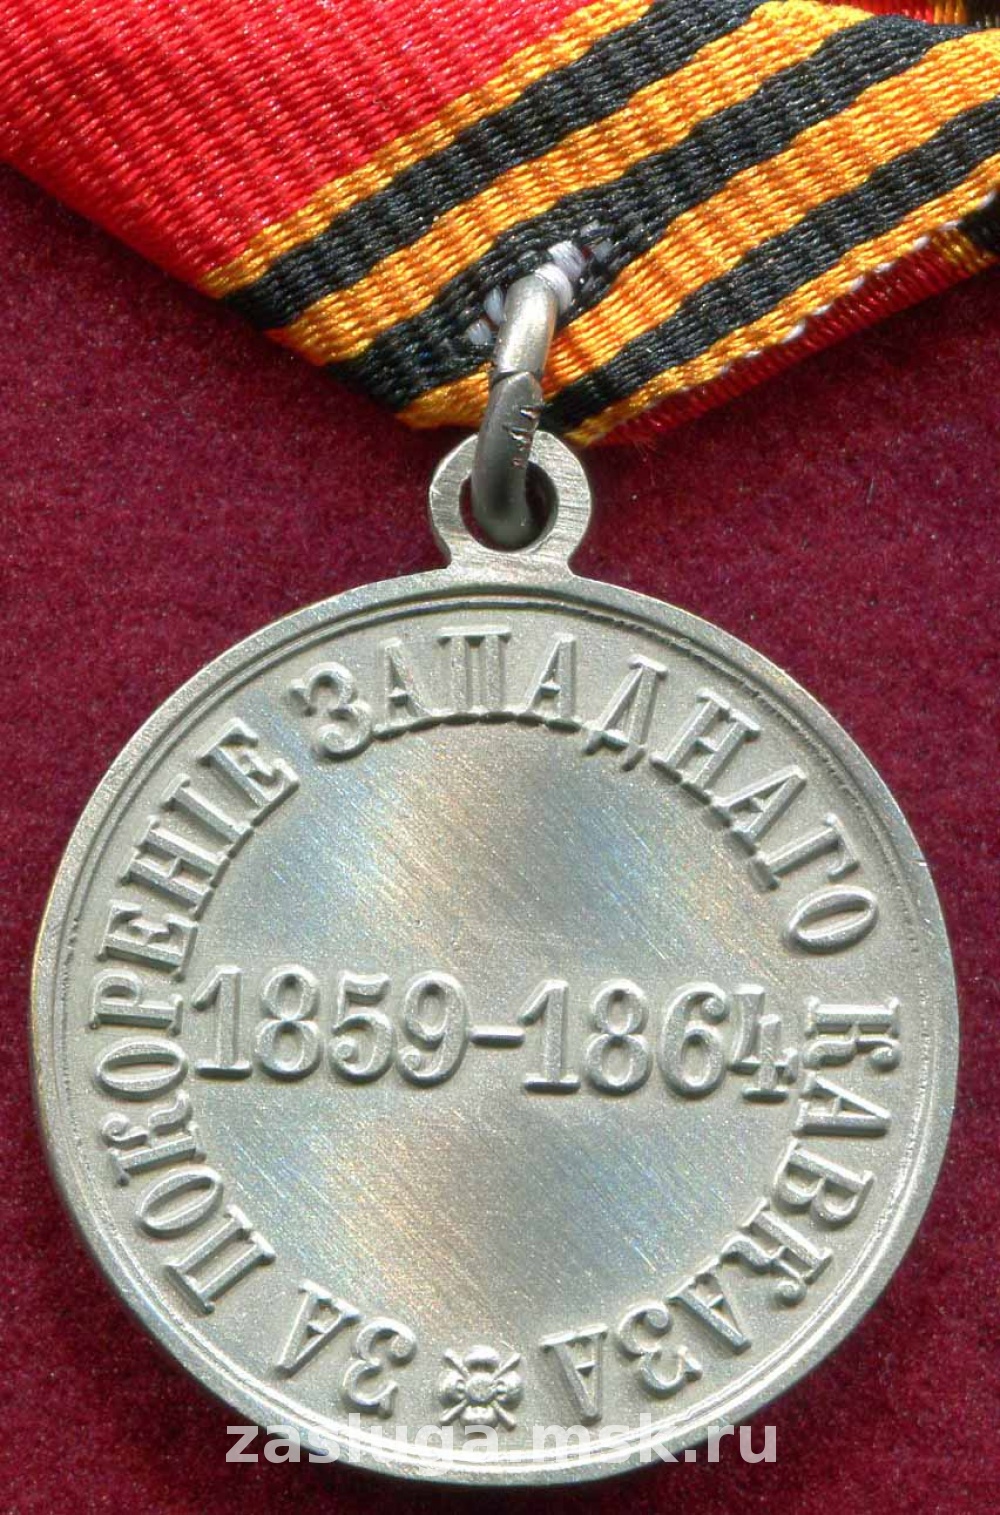 ЗА ПОКОРЕНІЕ ЗАПАДНАГО КАВКАЗА
1859-1864
zasluga.msk.ru